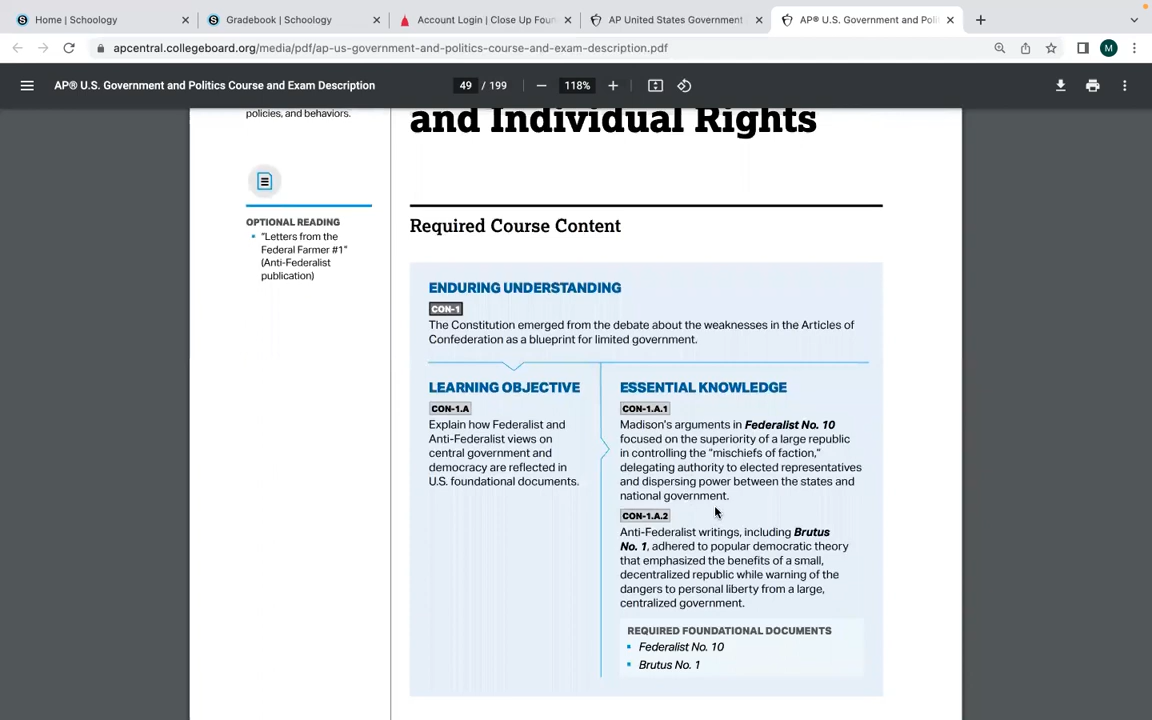 Home | Schoology
Gradebook | Schoology
Account Login | Close Up Foun
AP United States Government
AP® U.S. Government and Poli
apcentral.collegeboard.org/media/pdf/ap-us-government-and-politics-course-and-exam-description.pdf
M
AP® U.S. Government and Politics Course and Exam Description
49 / 199
118%
policies, and behaviors.
OPTIONAL READING
▪ "Letters from the
Federal Farmer #1"
(Anti-Federalist
publication)
and Individual Rights
Required Course Content
ENDURING UNDERSTANDING
CON-1
The Constitution emerged from the debate about the weaknesses in the Articles of
Confederation as a blueprint for limited government.
LEARNING OBJECTIVE
CON-1.A
Explain how Federalist and
Anti-Federalist views on
central government and
democracy are reflected in
U.S. foundational documents.
ESSENTIAL KNOWLEDGE
CON-1.A.1
Madison's arguments in Federalist No. 10
focused on the superiority of a large republic
in controlling the "mischiefs of faction,"
delegating authority to elected representatives
and dispersing power between the states and
national government.
CON-1.A.2
Anti-Federalist writings, including Brutus
No. 1, adhered to popular democratic theory
that emphasized the benefits of a small,
decentralized republic while warning of the
dangers to personal liberty from a large,
centralized government.
REQUIRED FOUNDATIONAL DOCUMENTS
▪ Federalist No. 10
▪ Brutus No. 1